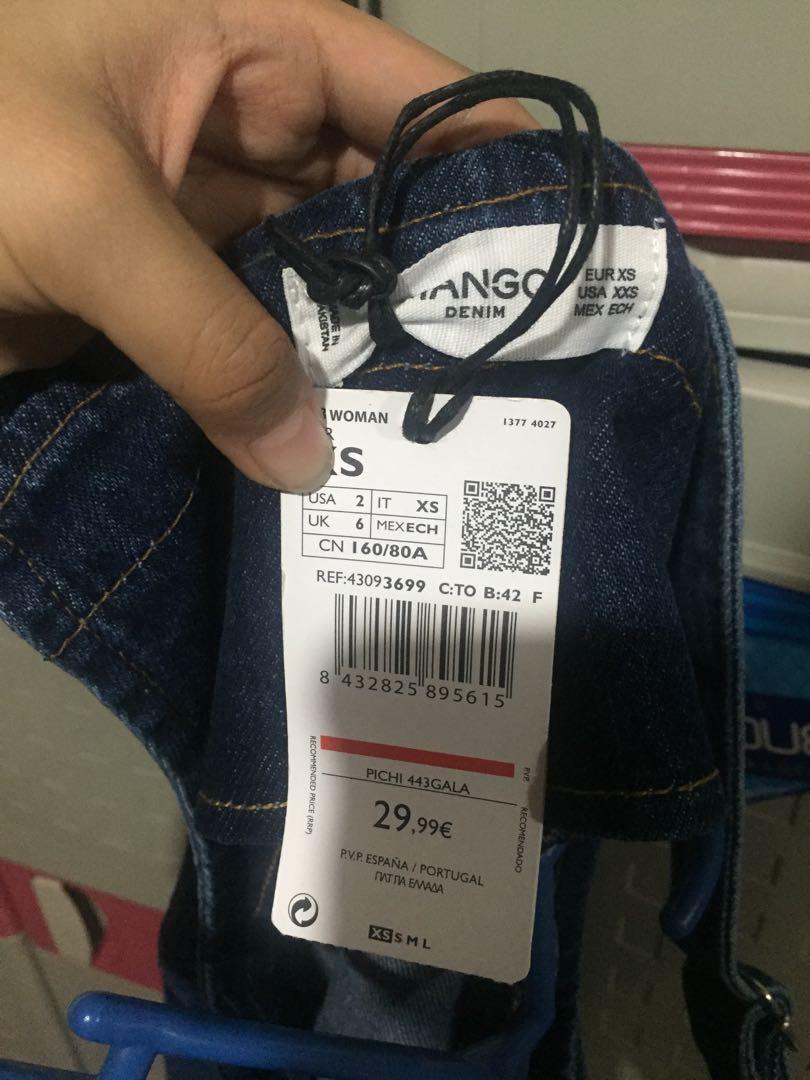 DENIM
EUR XS
USA XXS
MEX ECH
WOMAN
1377 4027
USA 2 IT XS
UK 6 MEX ECH
CN 160/80A
REF:43093699 C:TO B:42 F
8 432825 895615
PICHI 443GALA
29,99€
P.V.P. ESPAÑA / PORTUGAL
ΠΛΤ ΓΙΑ ΕΛΛΑΔΑ
RECOMMENDED PRICE (RRP)
P.V.P. RECOMENDADO
XS S M L